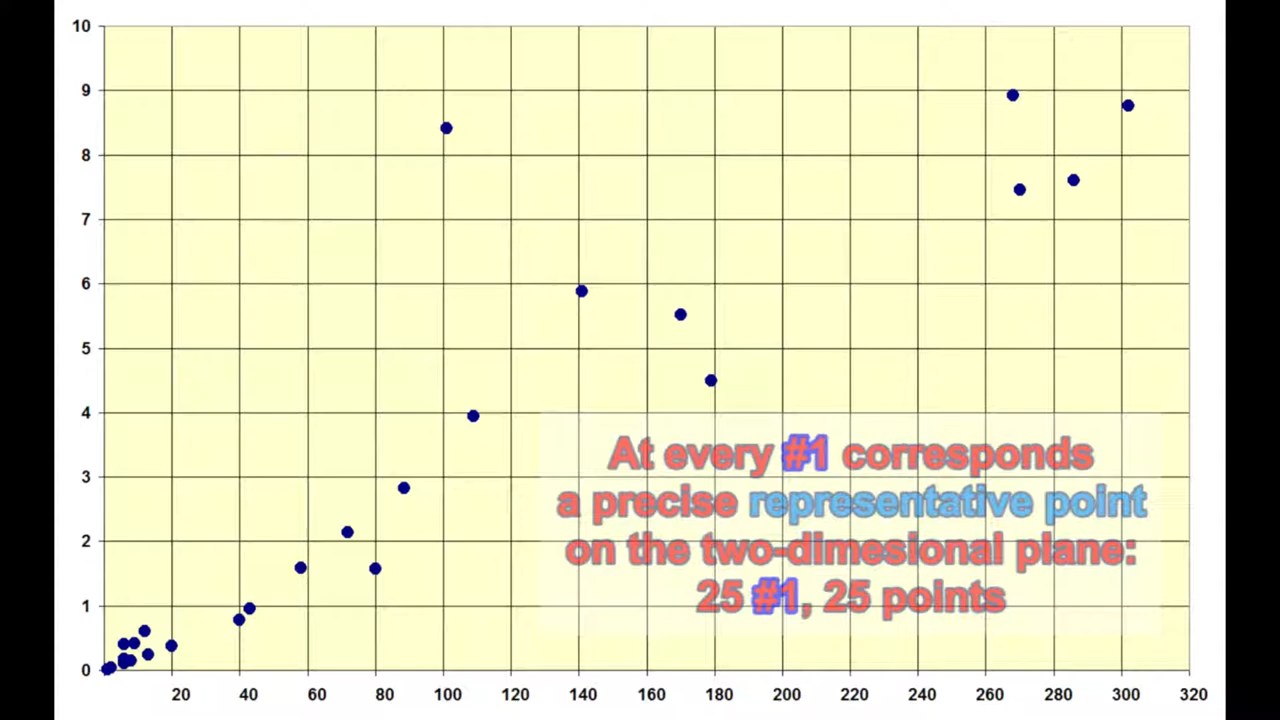 10
9
8
7
6
5
4
3
2
1
0
At every #1 corresponds
a precise representative point
on the two-dimesional plane:
25 #1, 25 points
20 40 60 80 100 120 140 160 180 200 220 240 260 280 300 320